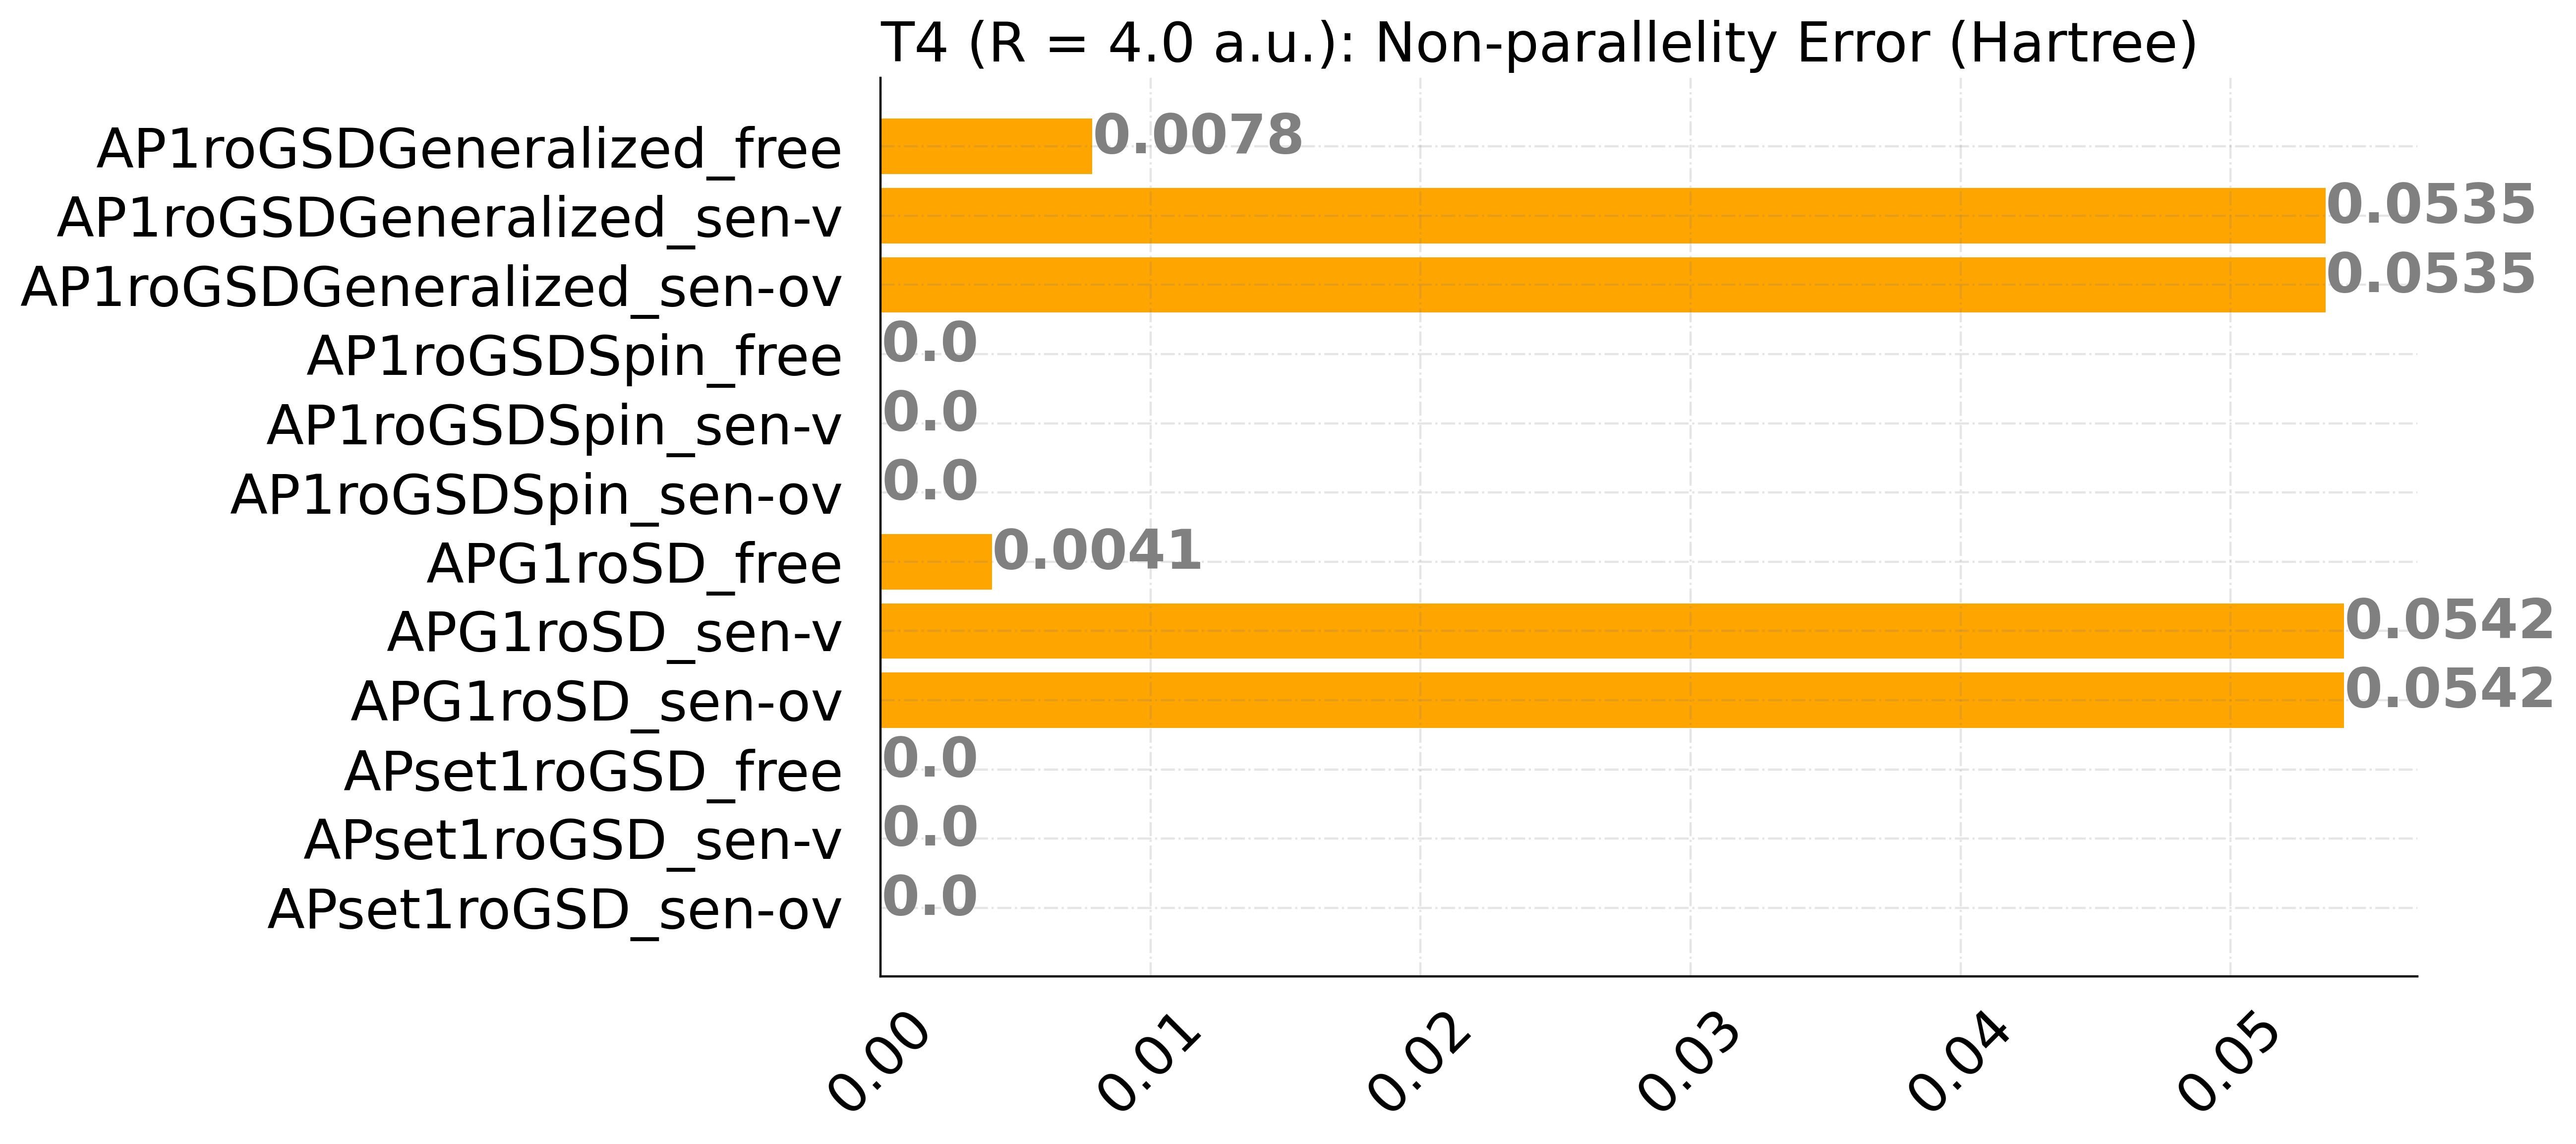 T4 (R = 4.0 a.u.): Non-parallelity Error (Hartree)
AP1roGSDGeneralized_free 0.0078
AP1roGSDGeneralized_sen-v 0.0535
AP1roGSDGeneralized_sen-ov 0.0535
AP1roGSDSpin_free 0.0
AP1roGSDSpin_sen-v 0.0
AP1roGSDSpin_sen-ov 0.0
APG1roSD_free 0.0041
APG1roSD_sen-v 0.0542
APG1roSD_sen-ov 0.0542
APset1roGSD_free 0.0
APset1roGSD_sen-v 0.0
APset1roGSD_sen-ov 0.0
0.00 0.01 0.02 0.03 0.04 0.05